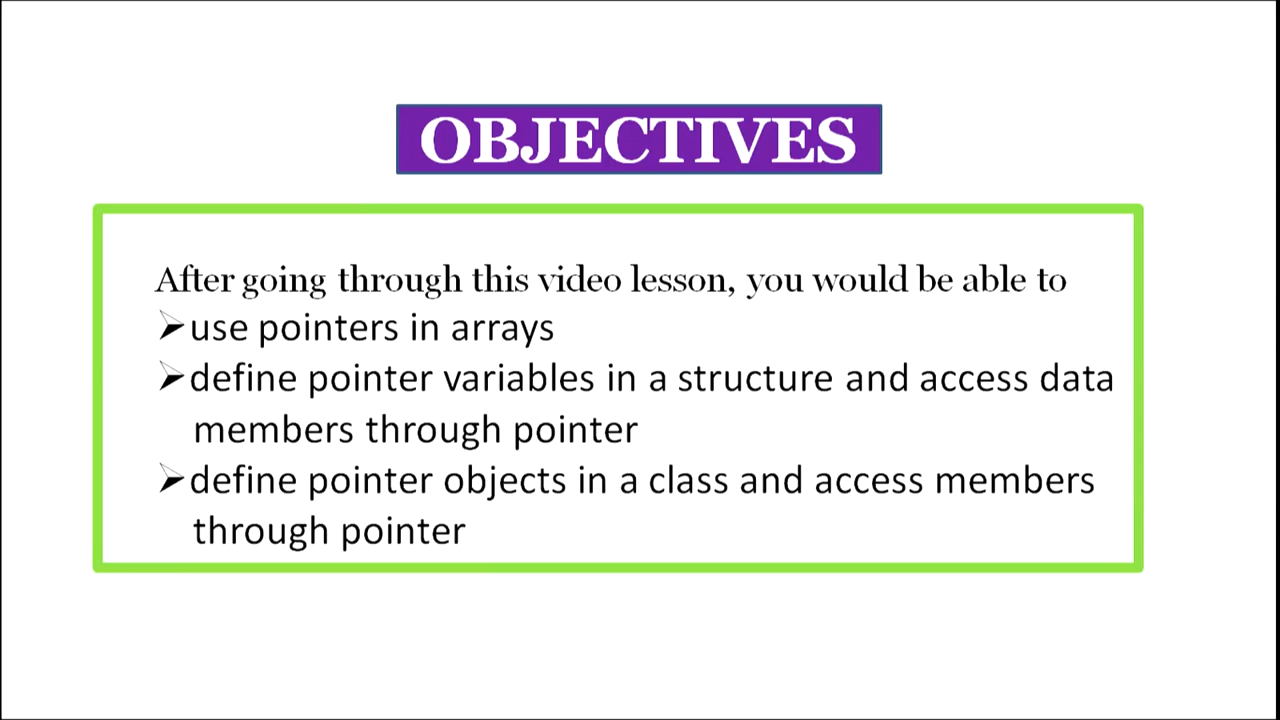 OBJECTIVES
After going through this video lesson, you would be able to
➢use pointers in arrays
➢define pointer variables in a structure and access data
members through pointer
➢define pointer objects in a class and access members
through pointer